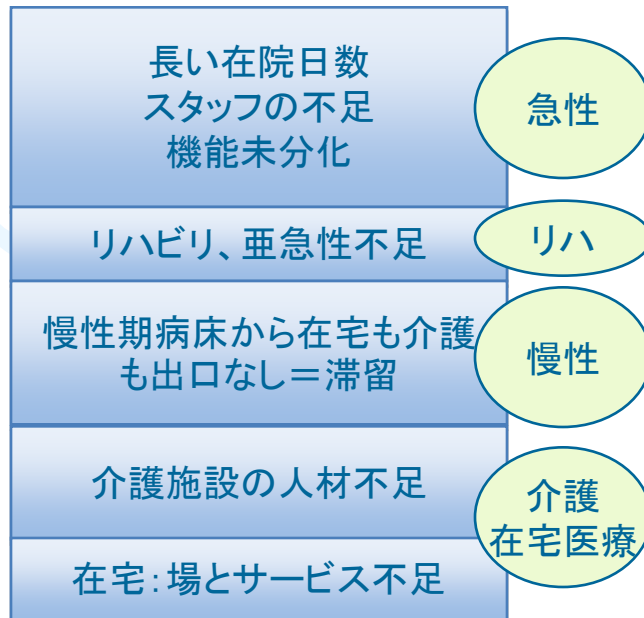 長い在院日数
スタッフの不足
機能未分化
急性
リハビリ、亜急性不足
リハ
慢性期病床から在宅も介護
も出口なし＝滞留
慢性
介護施設の人材不足
介護
在宅医療
在宅：場とサービス不足